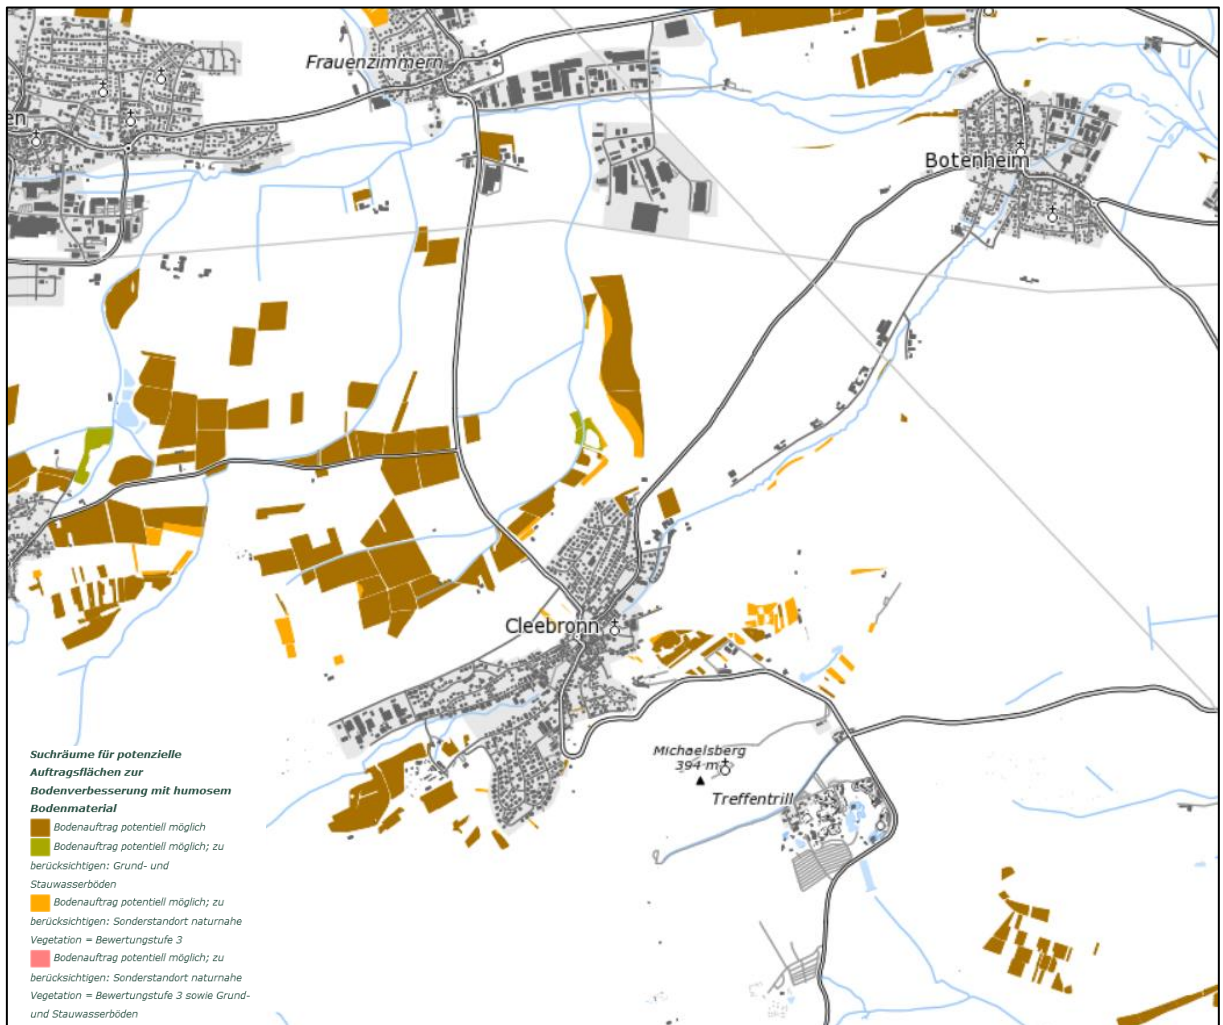 Frauenzimmern
en
Botenheim
Cleebronn
Michaelsberg
394 m
Treffentrill
Suchräume für potenzielle
Auftragsflächen zur
Bodenverbesserung mit humosem
Bodenmaterial
Bodenauftrag potentiell möglich
Bodenauftrag potentiell möglich; zu
berücksichtigen: Grund- und
Stauwasserböden
Bodenauftrag potentiell möglich; zu
berücksichtigen: Sonderstandort naturnahe
Vegetation = Bewertungstufe 3
Bodenauftrag potentiell möglich; zu
berücksichtigen: Sonderstandort naturnahe
Vegetation = Bewertungstufe 3 sowie Grund-
und Stauwasserböden